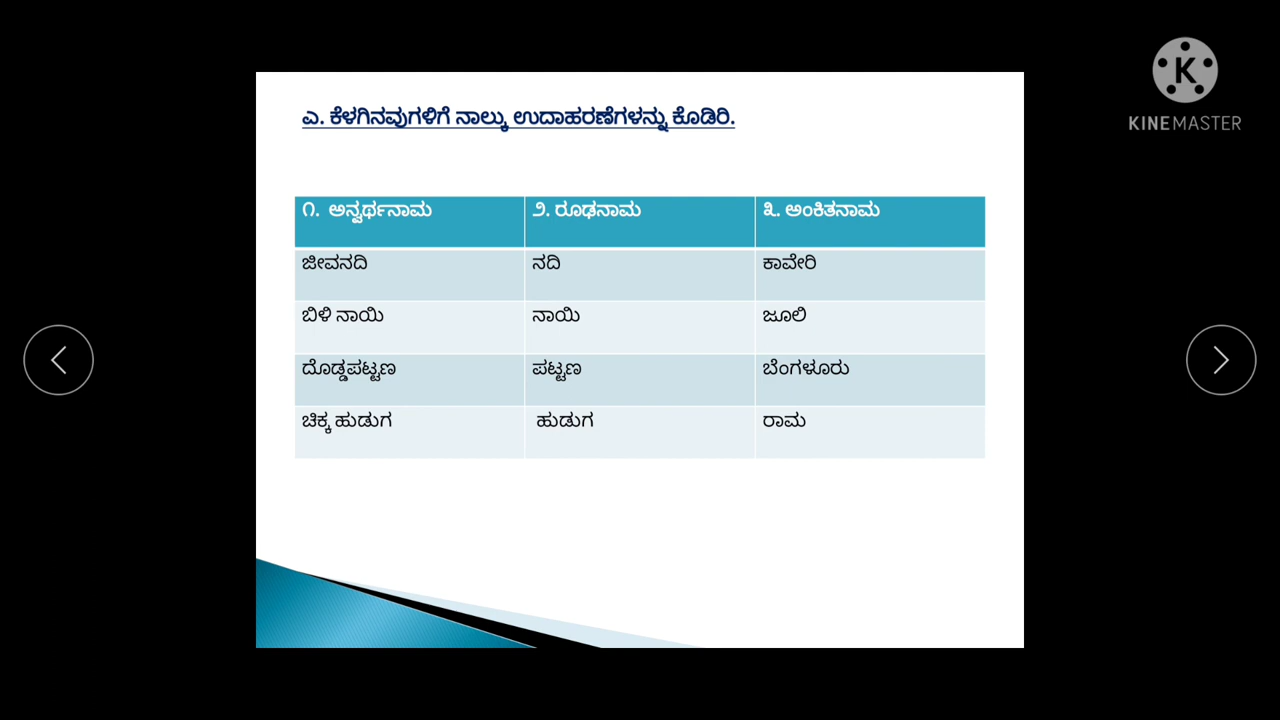 ಎ. ಕೆಳಗಿನವುಗಳಿಗೆ ನಾಲ್ಕು ಉದಾಹರಣೆಗಳನ್ನು ಕೊಡಿರಿ.
KINEMASTER
೧. ಅನ್ವರ್ಥನಾಮ ೨. ರೂಢನಾಮ ೩. ಅಂಕಿತನಾಮ
ಜೀವನದಿ ನದಿ ಕಾವೇರಿ
ಬಿಳಿ ನಾಯಿ ನಾಯಿ ಜೂಲಿ
ದೊಡ್ಡಪಟ್ಟಣ ಪಟ್ಟಣ ಬೆಂಗಳೂರು
ಚಿಕ್ಕ ಹುಡುಗ ಹುಡುಗ ರಾಮ